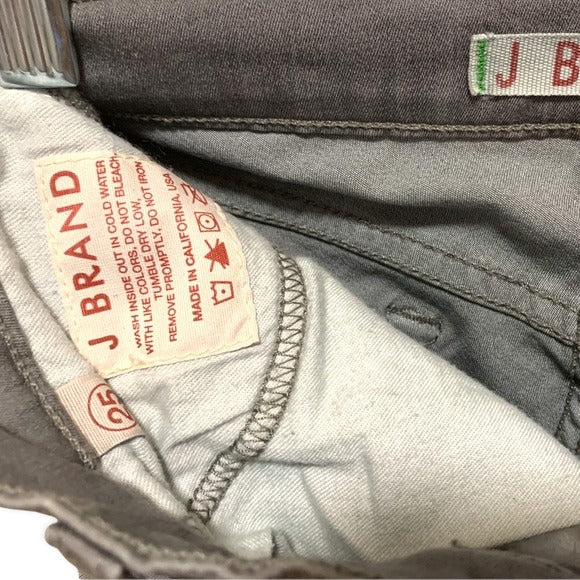 J B
J BRAND
WASH INSIDE OUT IN COLD WATER
WITH LIKE COLORS, DO NOT BLEACH,
TUMBLE DRY LOW,
REMOVE PROMPTLY, DO NOT IRON
MADE IN CALIFORNIA, USA
25